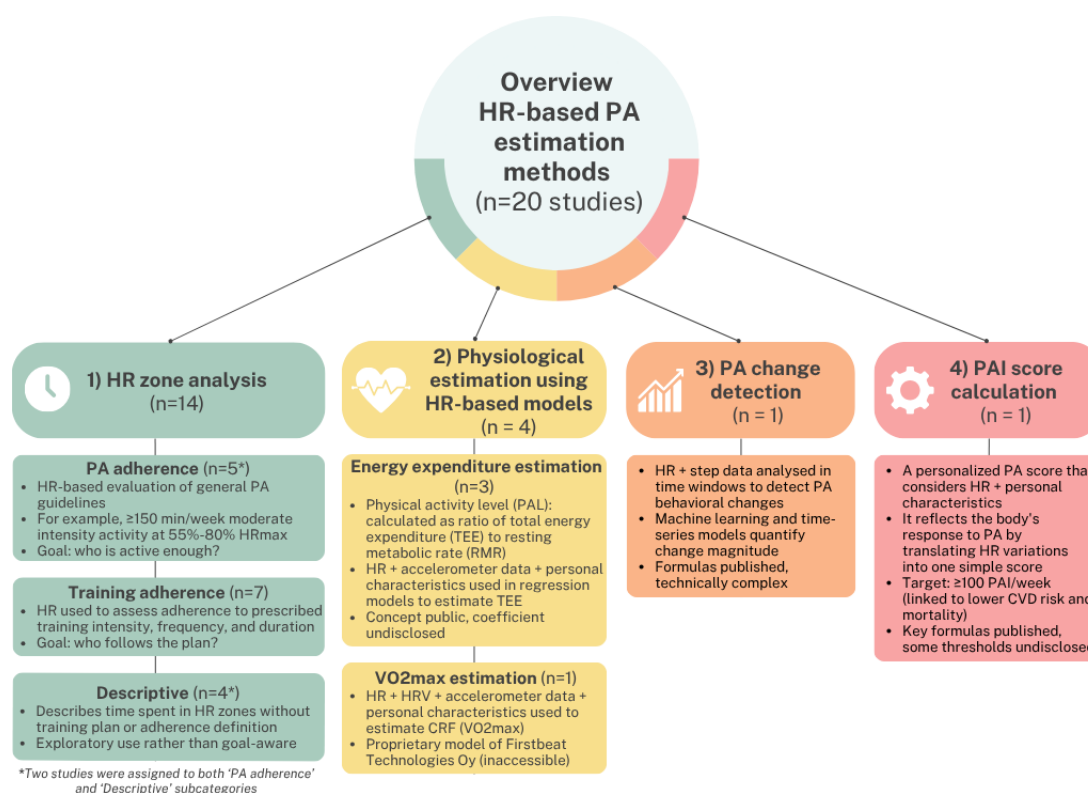 Overview
HR-based PA
estimation
methods
(n=20 studies)
1) HR zone analysis
(n=14)
PA adherence (n=5*)
• HR-based evaluation of general PA
guidelines
• For example, ≥150 min/week moderate
intensity activity at 55%-80% HRmax
• Goal: who is active enough?
Training adherence (n=7)
• HR used to assess adherence to prescribed
training intensity, frequency, and duration
• Goal: who follows the plan?
Descriptive (n=4*)
• Describes time spent in HR zones without
training plan or adherence definition
• Exploratory use rather than goal-aware
*Two studies were assigned to both ‘PA adherence’
and ‘Descriptive’ subcategories
2) Physiological
estimation using
HR-based models
(n = 4)
Energy expenditure estimation
(n=3)
• Physical activity level (PAL):
calculated as ratio of total energy
expenditure (TEE) to resting
metabolic rate (RMR)
• HR + accelerometer data + personal
characteristics used in regression
models to estimate TEE
• Concept public, coefficient
undisclosed
VO2max estimation (n=1)
• HR + HRV + accelerometer data +
personal characteristics used to
estimate CRF (VO2max)
• Proprietary model of Firstbeat
Technologies Oy (inaccessible)
3) PA change
detection
(n = 1)
• HR + step data analysed in
time windows to detect PA
behavioral changes
• Machine learning and time-
series models quantify
change magnitude
• Formulas published,
technically complex
4) PAI score
calculation
(n = 1)
• A personalized PA score tha
considers HR + personal
characteristics
• It reflects the body's
response to PA by
translating HR variations
into one simple score
• Target: ≥100 PAI/week
(linked to lower CVD risk and
mortality)
• Key formulas published,
some thresholds undisclosed